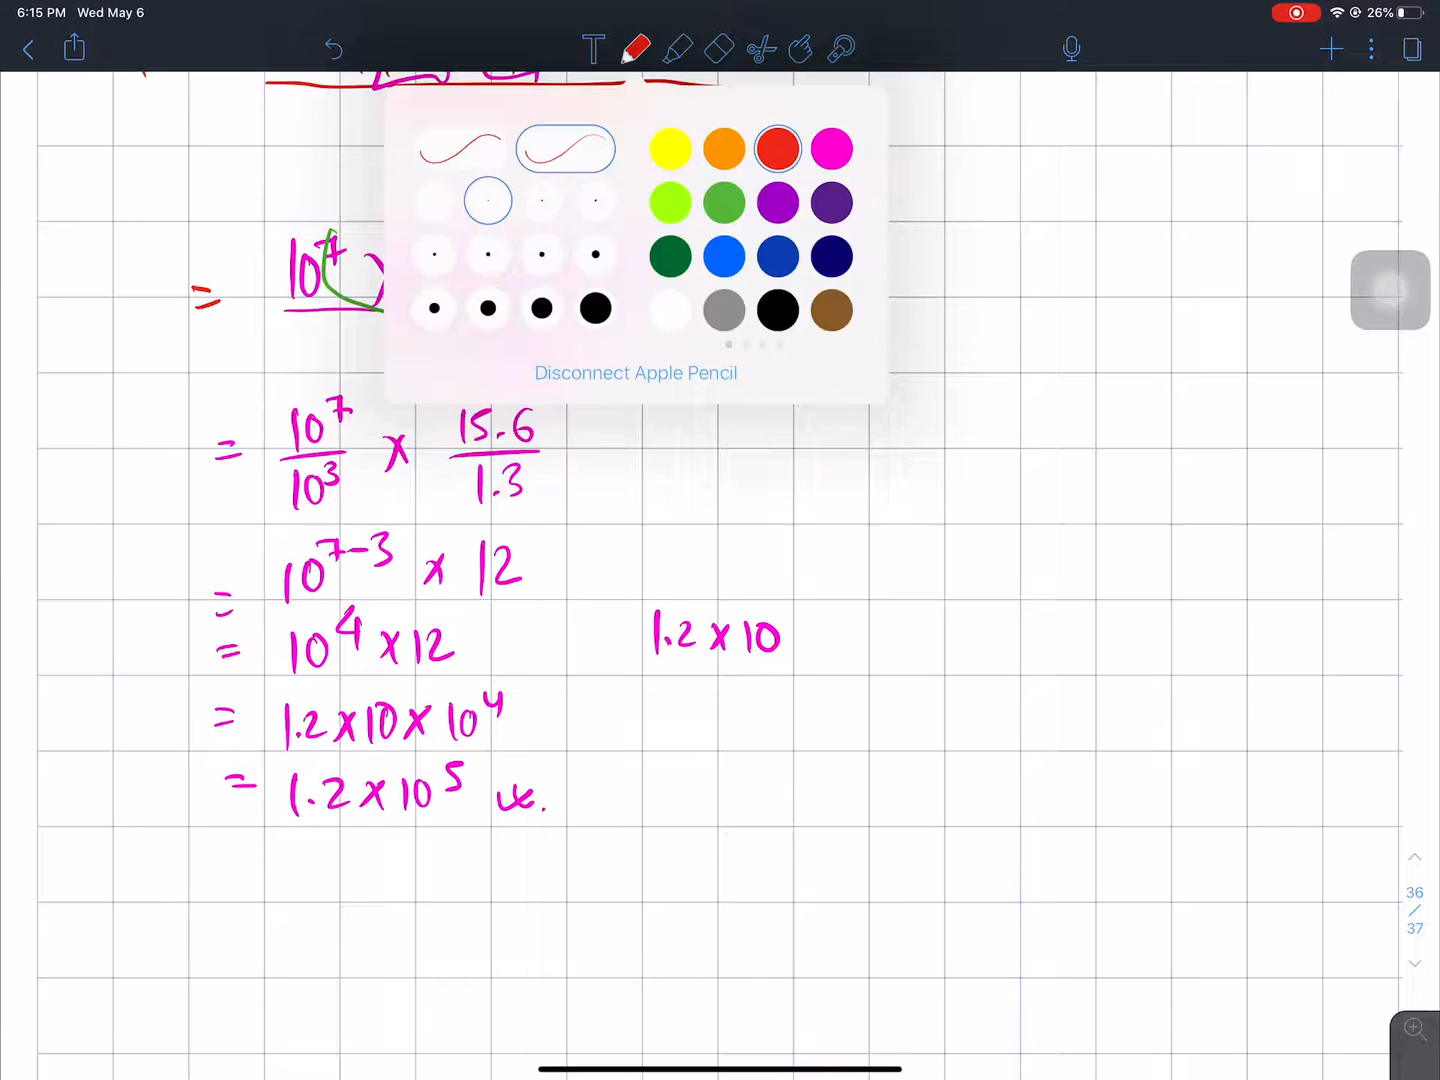 6:15 PM Wed May 6
26%
T
= 10⁷
Disconnect Apple Pencil
= 10⁷/10³ × 15.6/1.3
= 10⁷⁻³ × 12
= 10⁴ × 12
1.2 × 10
= 1.2 × 10 × 10⁴
= 1.2 × 10⁵
36
/
37